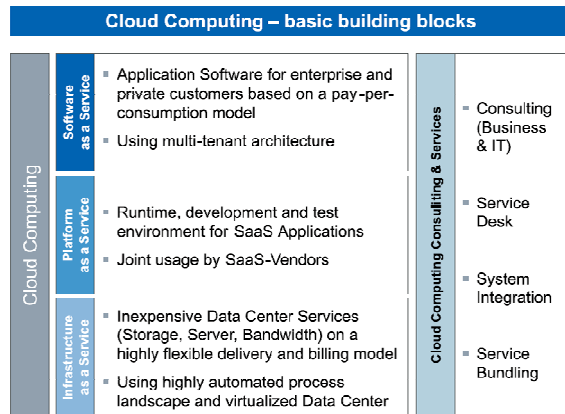 Cloud Computing – basic building blocks
Cloud Computing
Software
as a Service
▪ Application Software for enterprise and
private customers based on a pay-per-
consumption model
▪ Using multi-tenant architecture
Platform
as a Service
▪ Runtime, development and test
environment for SaaS Applications
▪ Joint usage by SaaS-Vendors
Infrastructure
as a Service
▪ Inexpensive Data Center Services
(Storage, Server, Bandwidth) on a
highly flexible delivery and billing model
▪ Using highly automated process
landscape and virtualized Data Center
Cloud Computing Consulliting & Services
▪ Consulting
(Business
& IT)
▪ Service
Desk
▪ System
Integration
▪ Service
Bundling